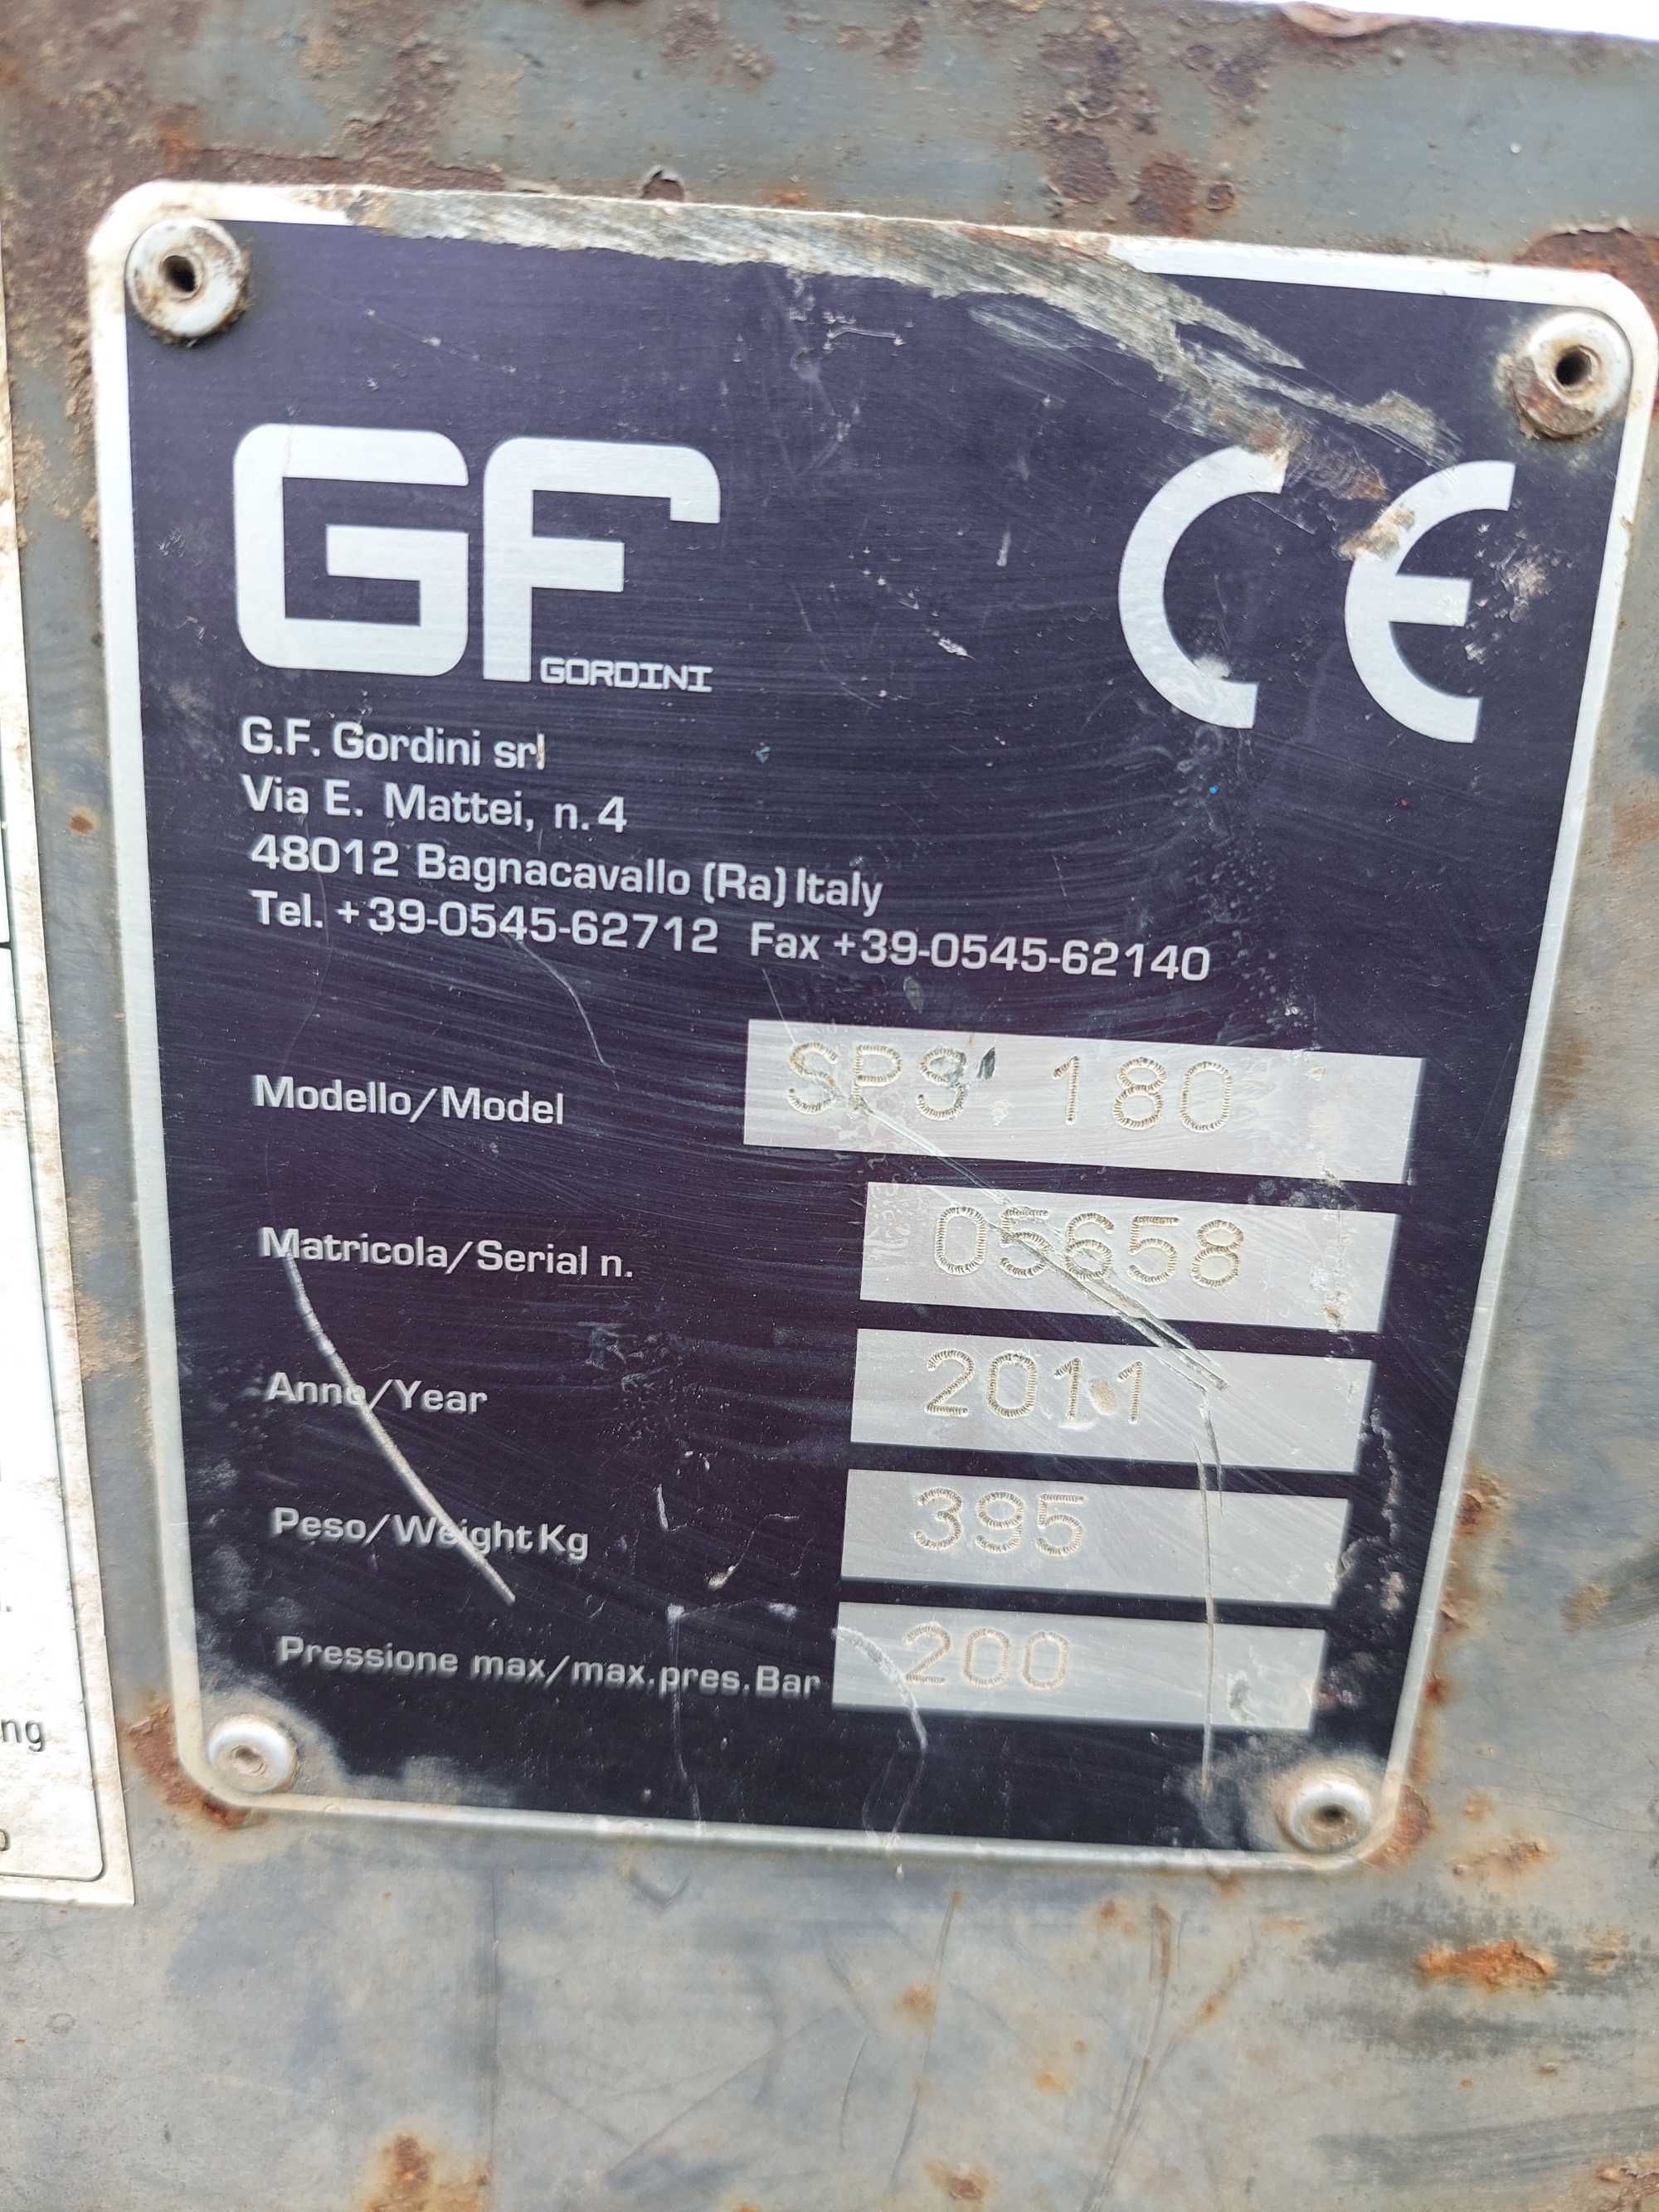 GF
GORDINI
CE
G.F. Gordini srl
Via E. Mattei, n. 4
48012 Bagnacavallo (Ra) Italy
Tel. +39-0545-62712 Fax +39-0545-62140
Modello/Model 180
Matricola/Serial n. 05658
Anno/Year 2011
Peso/Weight Kg 395
Pressione max/max.pres.Bar 200
ng